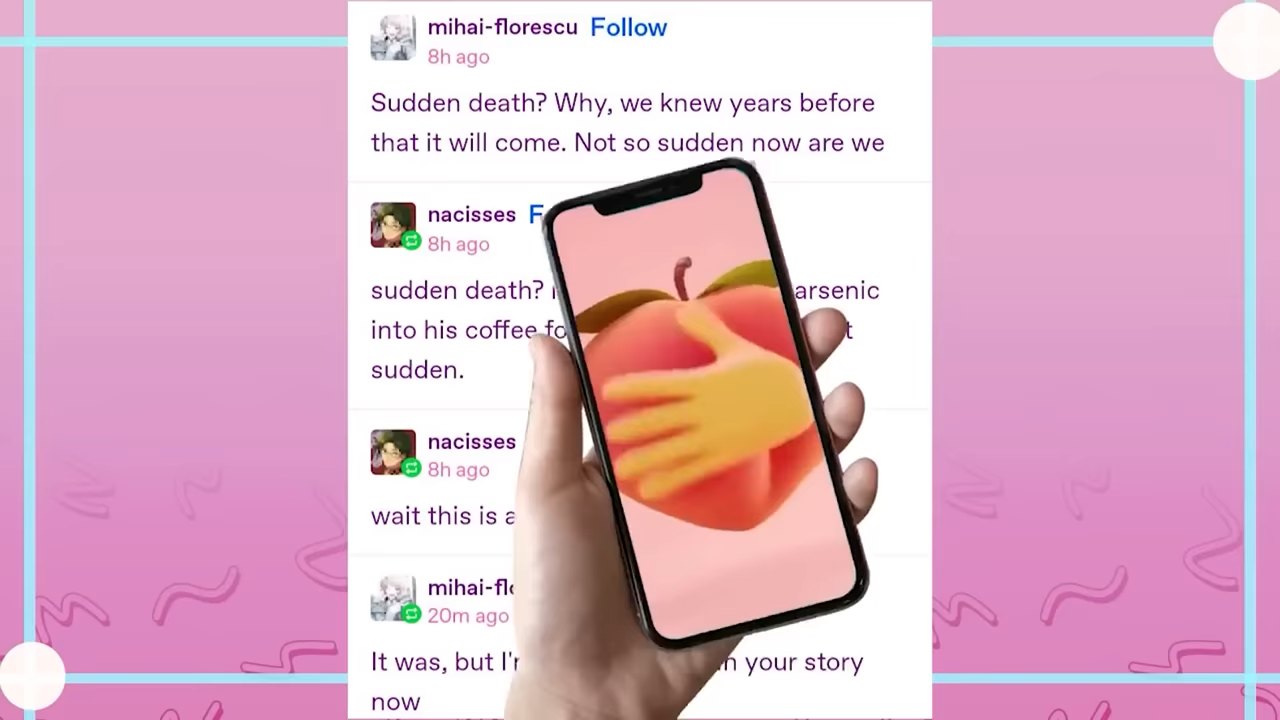 mihai-florescu Follow
8h ago
Sudden death? Why, we knew years before
that it will come. Not so sudden now are we
nacisses
8h ago
sudden death? arsenic
into his coffee
sudden.
nacisses
8h ago
wait this is
20m ago
It was, but your story
now